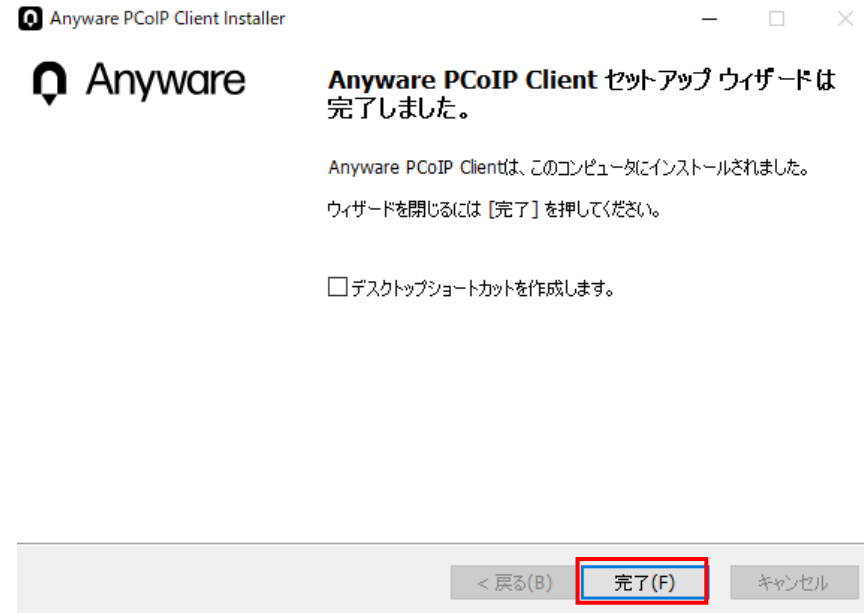 Anyware PCoIP Client Installer
Anyware
Anyware PCoIP Client セットアップ ウィザードは
完了しました。
Anyware PCoIP Clientは、このコンピュータにインストールされました。
ウィザードを閉じるには [完了] を押してください。
デスクトップショートカットを作成します。
< 戻る(B) 完了(F) キャンセル